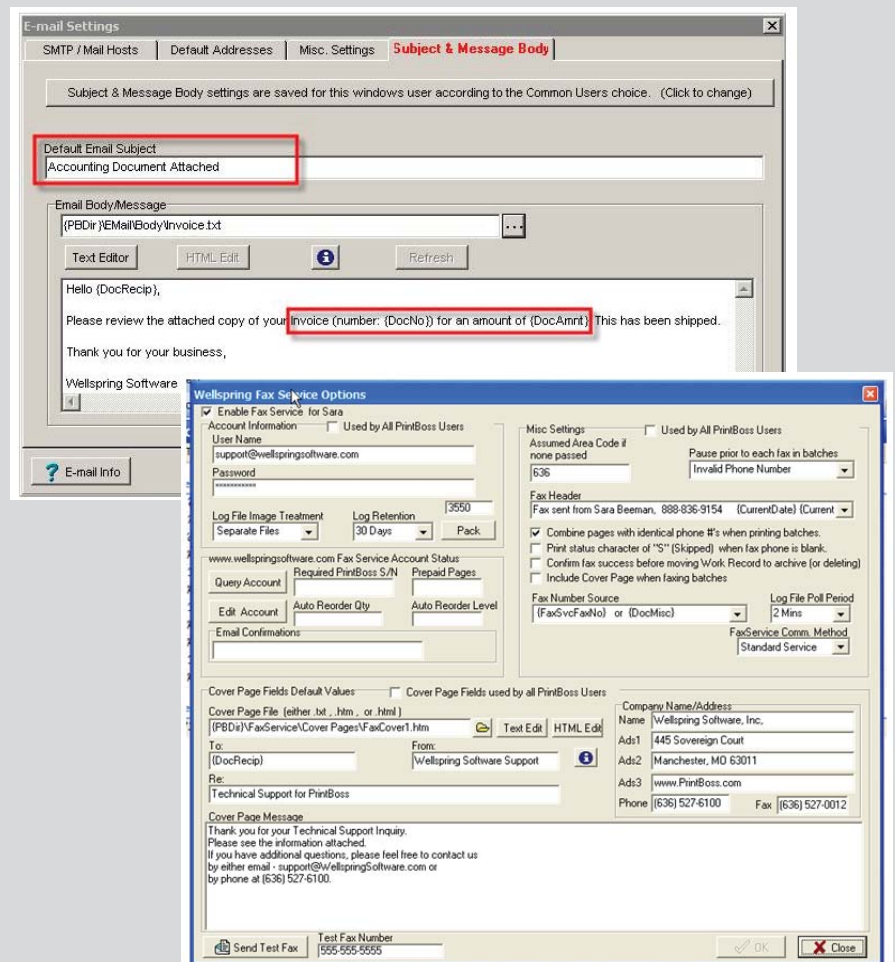 E-mail Settings
SMTP / Mail Hosts
Default Addresses
Misc. Settings
Subject & Message Body
Subject & Message Body settings are saved for this windows user according to the Common Users choice. (Click to change)
Default Email Subject
Accounting Document Attached
Email Body/Message
{PBDir}\EMail\Body\Invoice.txt
...
Text Editor
HTML Edit
Refresh
Hello {DocRecip},
Please review the attached copy of your Invoice (number: {DocNo}) for an amount of {DocAmnt} This has been shipped.
Thank you for your business,
Wellspring Software
E-mail Info
Wellspring Fax Service Options
Enable Fax Service for Sara
Account Information
Used by All PrintBoss Users
User Name
support@wellspringsoftware.com
Password
***********
3550
Log File Image Treatment
Log Retention
Separate Files
30 Days
Pack
www.wellspringsoftware.com Fax Service Account Status
Query Account
Required PrintBoss S/N
Prepaid Pages
Edit Account
Auto Reorder Qty
Auto Reorder Level
Email Confirmations
Misc Settings
Used by All PrintBoss Users
Assumed Area Code if
none passed
636
Pause prior to each fax in batches
Invalid Phone Number
Fax Header
Fax sent from Sara Beeman, 888-836-9154 {CurrentDate} {Current
Combine pages with identical phone #'s when printing batches.
Print status character of "S" (Skipped) when fax phone is blank.
Confirm fax success before moving Work Record to archive (or deleting)
Include Cover Page when faxing batches
Fax Number Source
Log File Poll Period
{FaxSvcFaxNo} or {DocMisc}
2 Mins
FaxService Comm. Method
Standard Service
Cover Page Fields Default Values
Cover Page Fields used by all PrintBoss Users
Cover Page File (either .txt , .htm , or .html )
{PBDir}\FaxService\Cover Pages\FaxCover1.htm
Text Edit
HTML Edit
To:
From:
{DocRecip}
Wellspring Software Support
Re:
Technical Support for PrintBoss
Company Name/Address
Name
Wellspring Software, Inc,
Ads1
445 Sovereign Court
Ads2
Manchester, MO 63011
Ads3
www.PrintBoss.com
Phone
(636) 527-6100
Fax
(636) 527-0012
Cover Page Message
Thank you for your Technical Support Inquiry.
Please see the information attached.
If you have additional questions, please feel free to contact us
by either email - support@WellspringSoftware.com or
by phone at (636) 527-6100.
Send Test Fax
Test Fax Number
555-555-5555
OK
Close